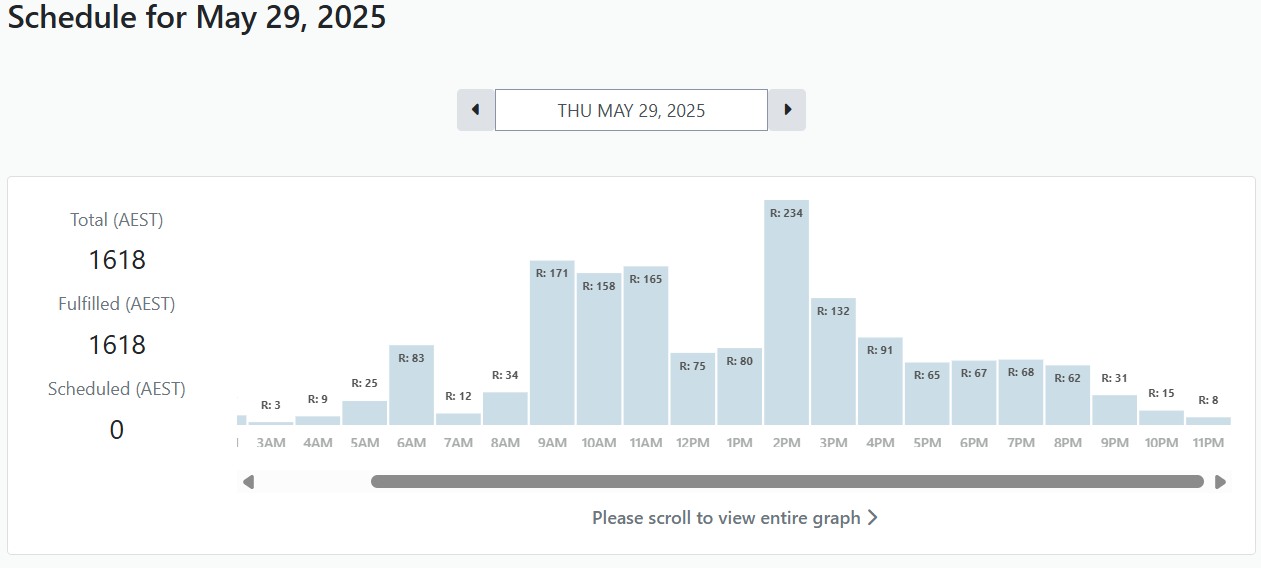 Schedule for May 29, 2025
THU MAY 29, 2025
Total (AEST)
1618
Fulfilled (AEST)
1618
Scheduled (AEST)
0
R: 3
R: 9
R: 25
R: 83
R: 12
R: 34
R: 171
R: 158
R: 165
R: 75
R: 80
R: 234
R: 132
R: 91
R: 65
R: 67
R: 68
R: 62
R: 31
R: 15
R: 8
3AM 4AM 5AM 6AM 7AM 8AM 9AM 10AM 11AM 12PM 1PM 2PM 3PM 4PM 5PM 6PM 7PM 8PM 9PM 10PM 11PM
Please scroll to view entire graph